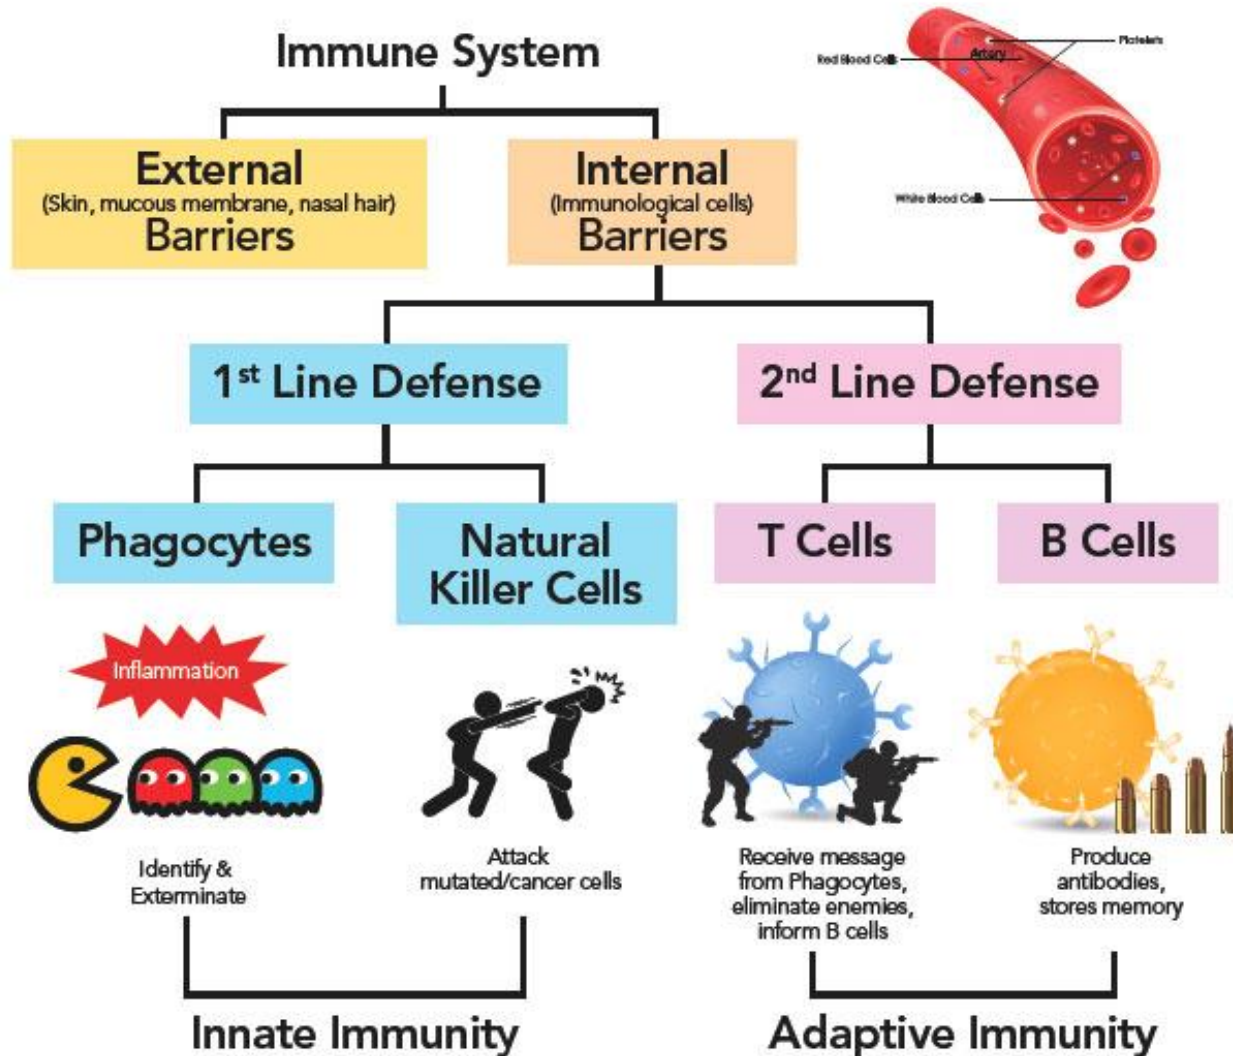 Immune System
Platelets
Artery
Red Blood Cells
White Blood Cells
External
(Skin, mucous membrane, nasal hair)
Barriers
Internal
(Immunological cells)
Barriers
1st Line Defense
2nd Line Defense
Phagocytes
Natural
Killer Cells
T Cells
B Cells
Inflammation
Identify &
Exterminate
Attack
mutated/cancer cells
Receive message
from Phagocytes,
eliminate enemies,
inform B cells
Produce
antibodies,
stores memory
Innate Immunity
Adaptive Immunity